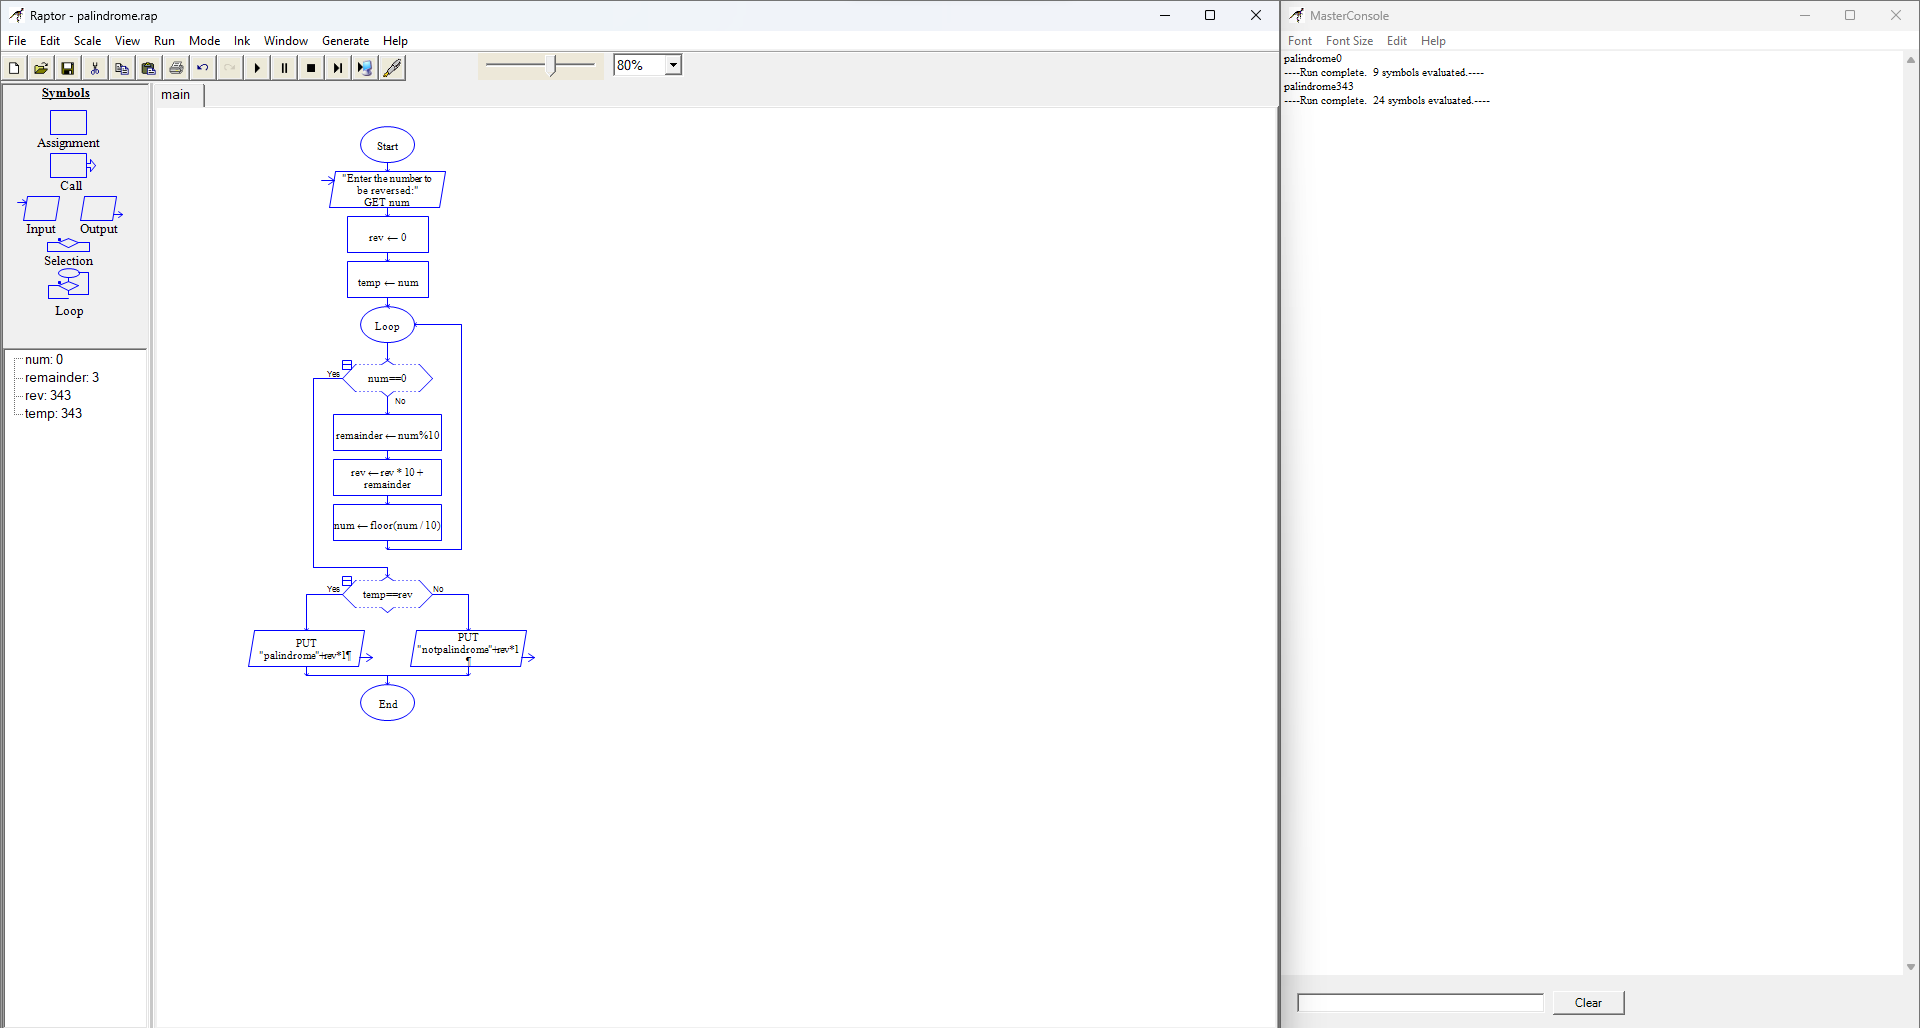 Raptor - palindrome.rap
File Edit Scale View Run Mode Ink Window Generate Help
80%
Symbols
Assignment
Call
Input Output
Selection
Loop
num: 0
remainder: 3
rev: 343
temp: 343
main
Start
"Enter the number to
be reversed:"
GET num
rev ← 0
temp ← num
Loop
Yes
num==0
No
remainder ← num%10
rev ← rev * 10 +
remainder
num ← floor(num / 10)
Yes
No
temp==rev
PUT
"palindrome"+rev*1¶
PUT
"notpalindrome"+rev*1
¶
End
MasterConsole
Font Font Size Edit Help
palindrome0
----Run complete.  9 symbols evaluated.----
palindrome343
----Run complete.  24 symbols evaluated.----
Clear